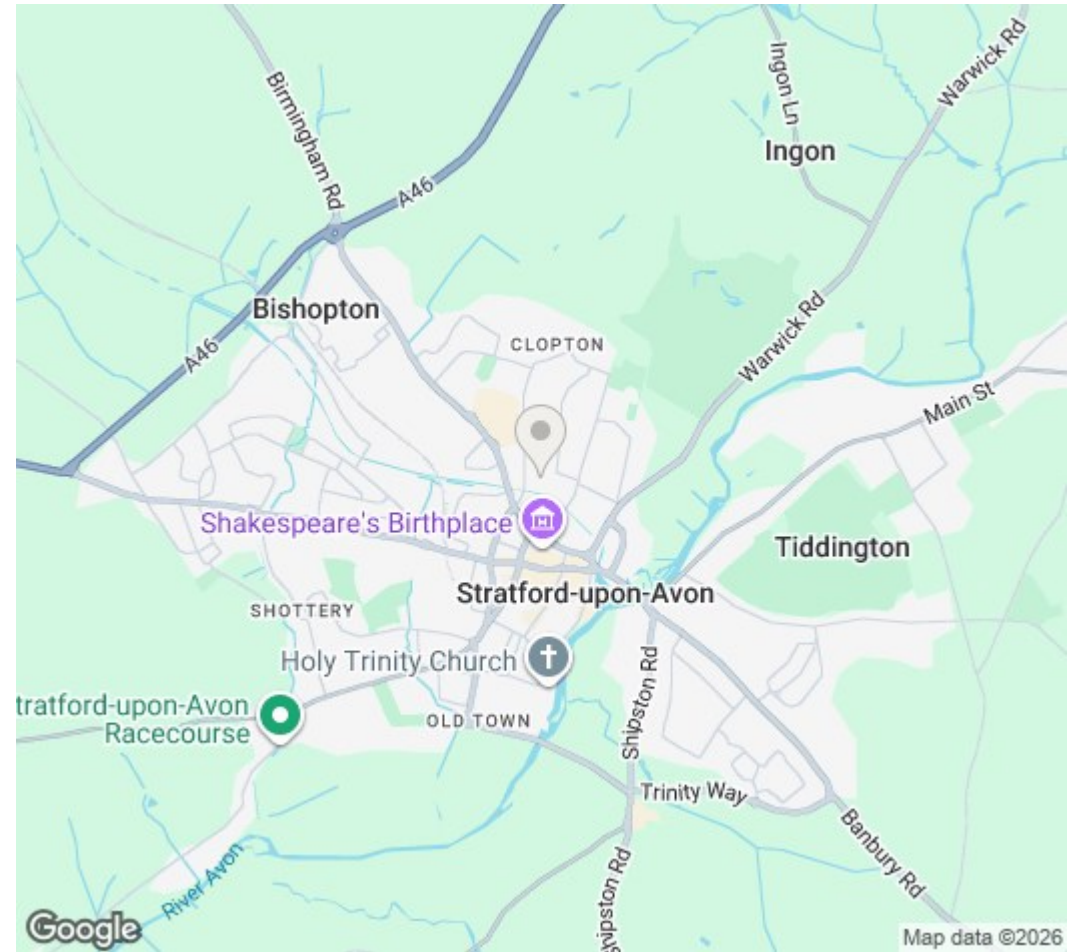 Birmingham Rd
A46
Ingon Ln
Warwick Rd
Ingon
Bishopton
A46
CLOPTON
Warwick Rd
Main St
Shakespeare's Birthplace
Tiddington
Stratford-upon-Avon
SHOTTERY
Holy Trinity Church
tratford-upon-Avon
Racecourse
OLD TOWN
Shipston Rd
Trinity Way
Banbury Rd
River Avon
hipston Rd
Google
Map data ©2026